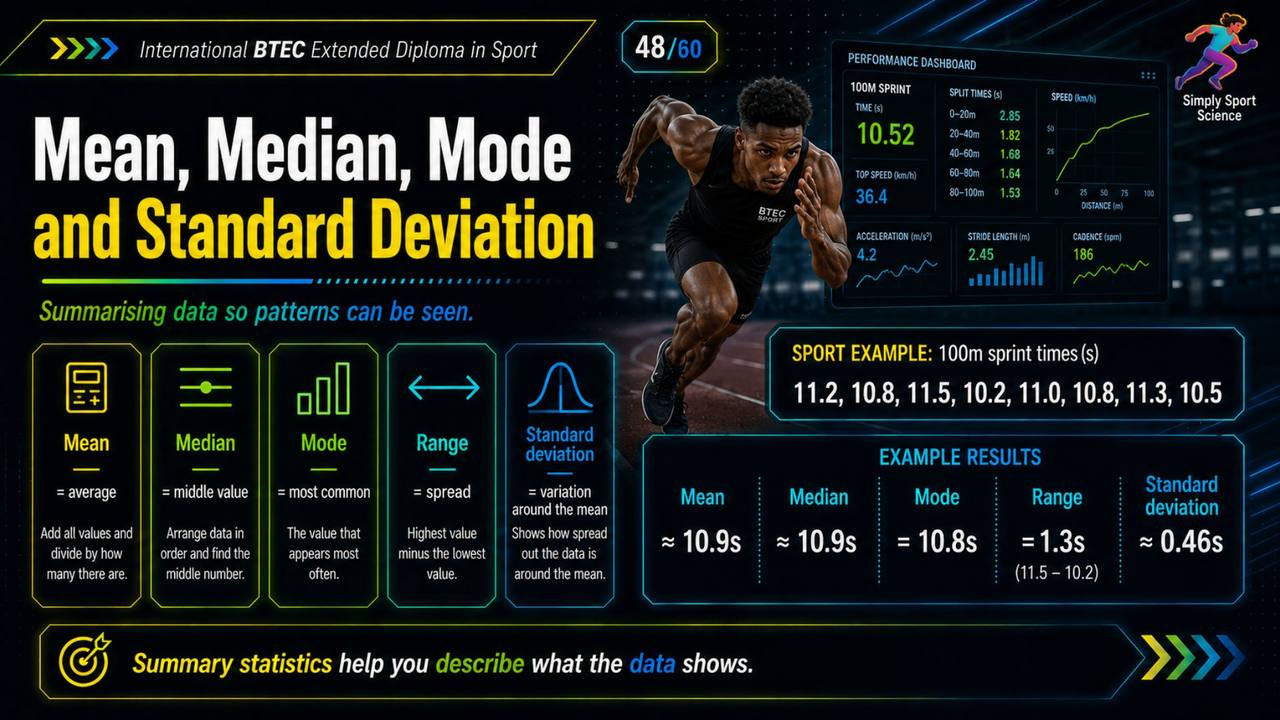 International BTEC Extended Diploma in Sport
48/60
Simply Sport
Science
Mean, Median, Mode
and Standard Deviation
Summarising data so patterns can be seen.
PERFORMANCE DASHBOARD
100M SPRINT
TIME (s)
10.52
TOP SPEED (km/h)
36.4
SPLIT TIMES (s)
0–20m 2.85
20–40m 1.82
40–60m 1.68
60–80m 1.64
80–100m 1.53
SPEED (km/h)
50
25
0 25 50 75 100
DISTANCE (m)
ACCELERATION (m/s²)
4.2
STRIDE LENGTH (m)
2.45
CADENCE (spm)
186
BTEC
SPORT
Mean
= average
Add all values and
divide by how
many there are.
Median
= middle value
Arrange data in
order and find the
middle number.
Mode
= most common
The value that
appears most
often.
Range
= spread
Highest value
minus the lowest
value.
Standard
deviation
= variation
around the mean
Shows how spread
out the data is
around the mean.
SPORT EXAMPLE: 100m sprint times (s)
11.2, 10.8, 11.5, 10.2, 11.0, 10.8, 11.3, 10.5
EXAMPLE RESULTS
Mean
≈ 10.9s
Median
≈ 10.9s
Mode
= 10.8s
Range
= 1.3s
(11.5 – 10.2)
Standard
deviation
≈ 0.46s
Summary statistics help you describe what the data shows.